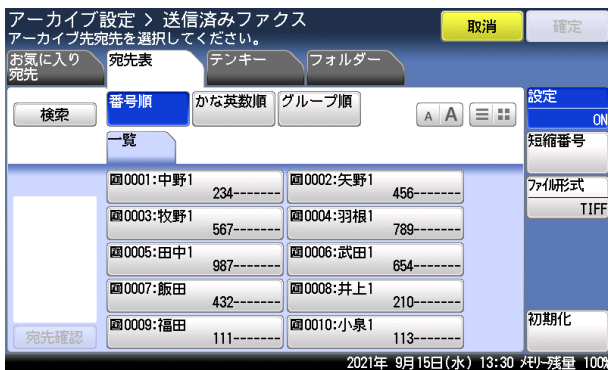 アーカイブ設定 > 送信済みファクス
アーカイブ先宛先を選択してください。
取消
確定
お気に入り
宛先
宛先表
テンキー
フォルダー
検索
番号順
かな英数順
グループ順
A A
一覧
0001:中野1
234-------
0002:矢野1
456-------
0003:牧野1
567-------
0004:羽根1
789-------
0005:田中1
987-------
0006:武田1
654-------
0007:飯田
432-------
0008:井上1
210-------
0009:福田
111-------
0010:小泉1
113-------
宛先確認
設定
ON
短縮番号
ファイル形式
TIFF
初期化
2021年 9月15日(水) 13:30 メモリー残量 100%